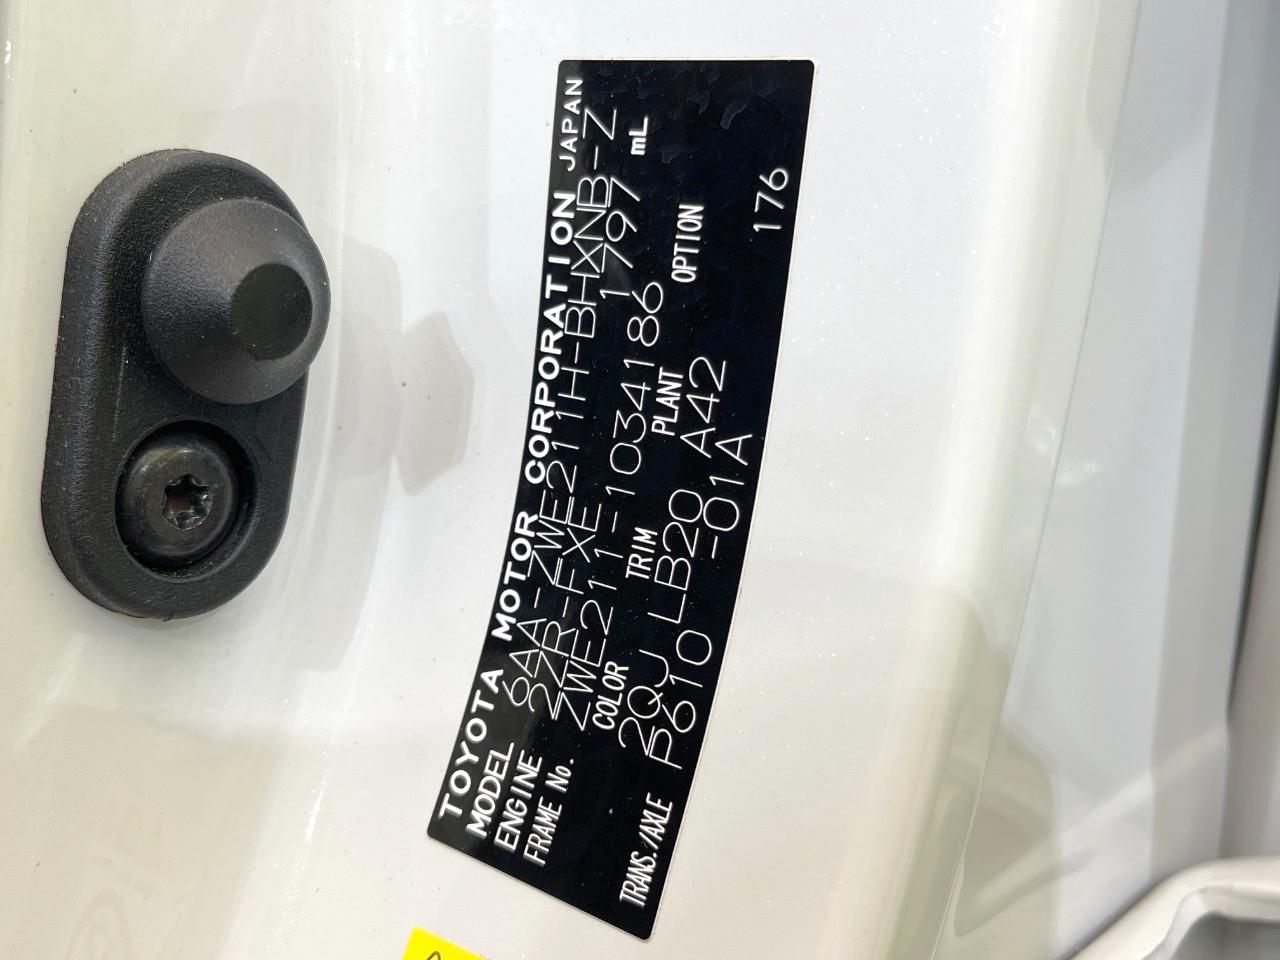 TOYOTA MOTOR CORPORATION JAPAN
MODEL 6AA-ZWE211H-BHXNB-Z
ENGINE 2ZR-FXE 1797 mL
FRAME No. ZWE211-1034186
COLOR TRIM PLANT OPTION
2QJ LB20 A42
TRANS./AXLE P610 -01A 176